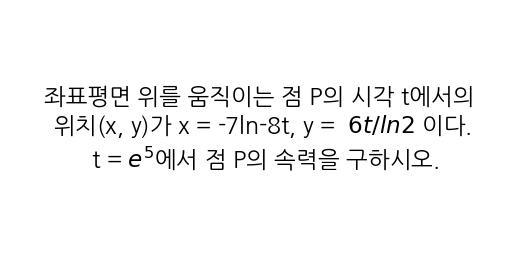 좌표평면 위를 움직이는 점 P의 시각 t에서의
위치(x, y)가 x = -7ln-8t, y = 6t/ln2 이다.
t = e⁵에서 점 P의 속력을 구하시오.